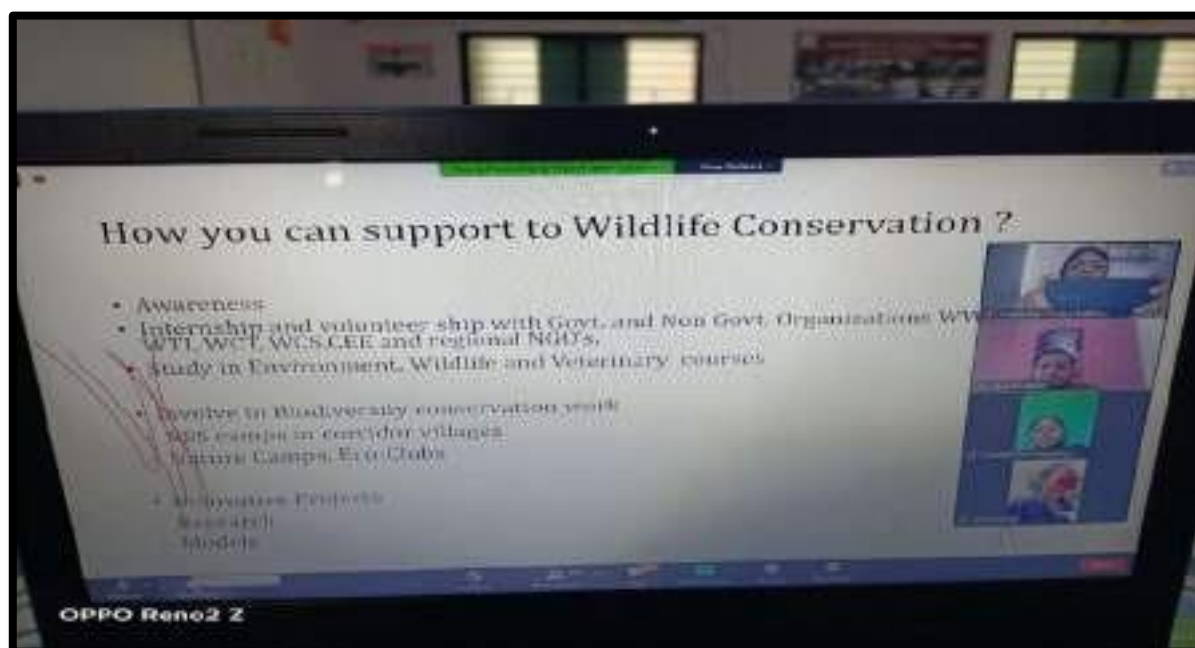 How you can support to Wildlife Conservation ?
• Awareness
• Internship and volunteer ship with Govt. and Non Govt. Organizations
WTI, WCT, WCS, CEE and regional NGO's.
• Study in Environment, Wildlife and Veterinary courses
• Involve in Biodiversity conservation work
camps in corridor villages
Nature Camps, Eco Clubs
Projects
Research
Models
OPPO Reno2 Z